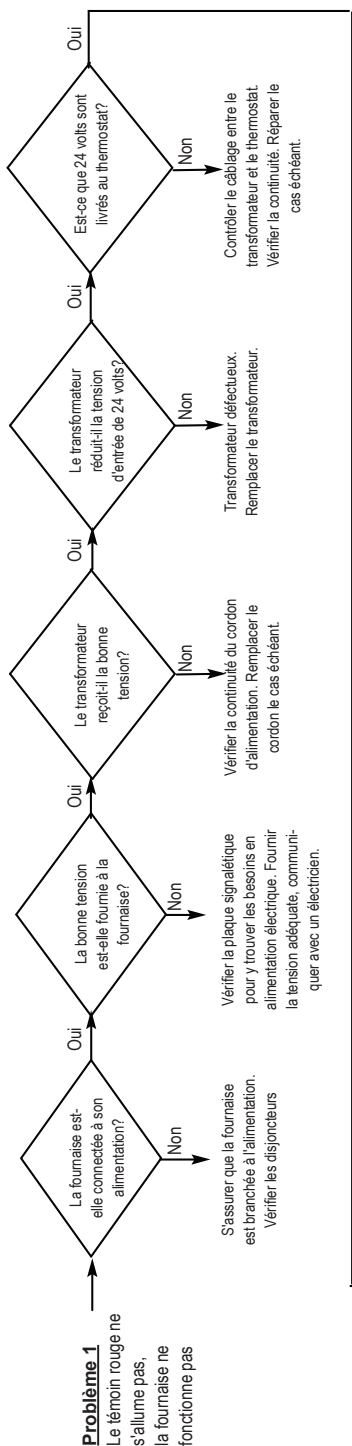 Problème 1
Le témoin rouge ne
s'allume pas,
la fournaise ne
fonctionne pas
La fournaise est-
elle connectée à son
alimentation?
Oui
Non
S'assurer que la fournaise
est branchée à l'alimentation.
Vérifier les disjoncteurs
La bonne tension
est-elle fournie à la
fournaise?
Oui
Non
Vérifier la plaque signalétique
pour y trouver les besoins en
alimentation électrique. Fournir
la tension adéquate, communi-
quer avec un électricien.
Le transformateur
reçoit-il la bonne
tension?
Oui
Non
Vérifier la continuité du cordon
d'alimentation. Remplacer le
cordon le cas échéant.
Le transformateur
réduit-il la tension
d'entrée de 24 volts?
Oui
Non
Transformateur défectueux.
Remplacer le transformateur.
Est-ce que 24 volts sont
livrés au thermostat?
Oui
Non
Contrôler le câblage entre le
transformateur et le thermostat.
Vérifier la continuité. Réparer le
cas échéant.